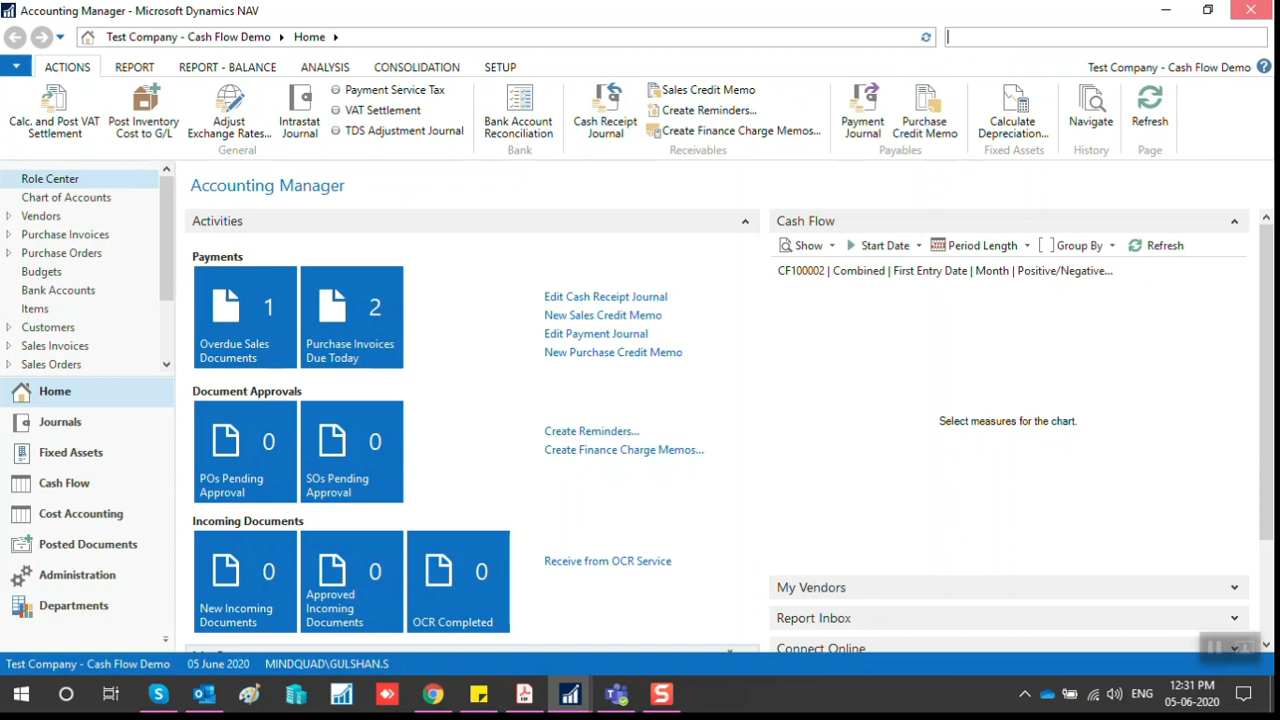 Accounting Manager - Microsoft Dynamics NAV
Test Company - Cash Flow Demo Home
ACTIONS REPORT REPORT - BALANCE ANALYSIS CONSOLIDATION SETUP Test Company - Cash Flow Demo
Calc. and Post VAT Settlement
Post Inventory Cost to G/L
Adjust Exchange Rates...
Intrastat Journal
Payment Service Tax
VAT Settlement
TDS Adjustment Journal
General
Bank Account Reconciliation
Bank
Cash Receipt Journal
Sales Credit Memo
Create Reminders...
Create Finance Charge Memos...
Receivables
Payment Journal
Purchase Credit Memo
Payables
Calculate Depreciation...
Fixed Assets
Navigate
History
Refresh
Page
Role Center
Chart of Accounts
Vendors
Purchase Invoices
Purchase Orders
Budgets
Bank Accounts
Items
Customers
Sales Invoices
Sales Orders
Home
Journals
Fixed Assets
Cash Flow
Cost Accounting
Posted Documents
Administration
Departments
Accounting Manager
Activities
Payments
1
Overdue Sales Documents
2
Purchase Invoices Due Today
Edit Cash Receipt Journal
New Sales Credit Memo
Edit Payment Journal
New Purchase Credit Memo
Document Approvals
0
POs Pending Approval
0
SOs Pending Approval
Create Reminders...
Create Finance Charge Memos...
Incoming Documents
0
New Incoming Documents
0
Approved Incoming Documents
0
OCR Completed
Receive from OCR Service
Cash Flow
Show Start Date Period Length Group By Refresh
CF100002 | Combined | First Entry Date | Month | Positive/Negative...
Select measures for the chart.
My Vendors
Report Inbox
Connect Online
Test Company - Cash Flow Demo 05 June 2020 MINDQUAD\GULSHAN.S
ENG
12:31 PM
05-06-2020